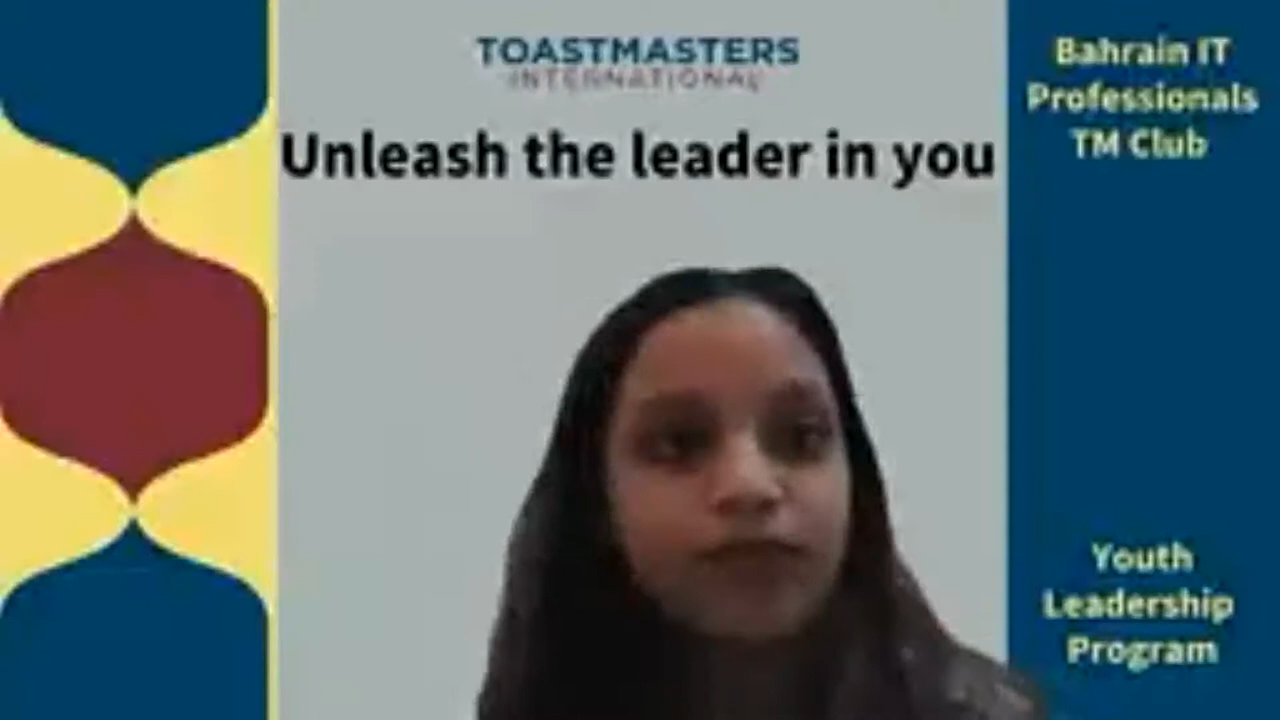 TOASTMASTERS
INTERNATIONAL
Unleash the leader in you
Bahrain IT
Professionals
TM Club
Youth
Leadership
Program